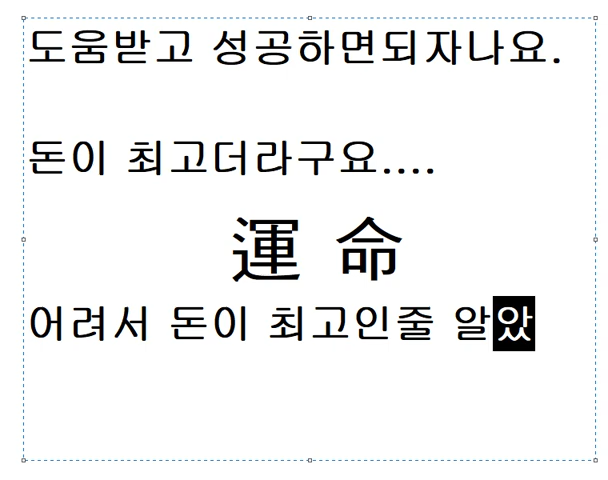 도움받고 성공하면되자나요.
돈이 최고더라구요....
運 命
어려서 돈이 최고인줄 알았